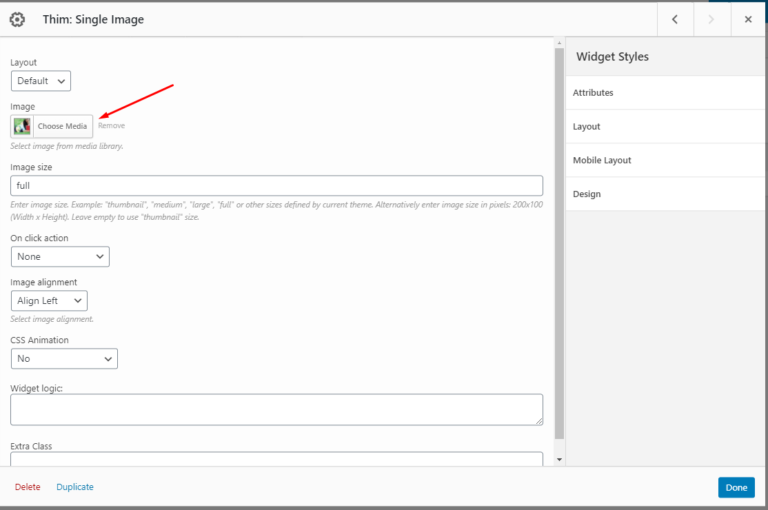 Thim: Single Image
Layout
Default
Image
Choose Media
Remove
Select image from media library.
Image size
full
Enter image size. Example: "thumbnail", "medium", "large", "full" or other sizes defined by current theme. Alternatively enter image size in pixels: 200x100
(Width x Height). Leave empty to use "thumbnail" size.
On click action
None
Image alignment
Align Left
Select image alignment.
CSS Animation
No
Widget logic:
Extra Class
Delete
Duplicate
Widget Styles
Attributes
Layout
Mobile Layout
Design
Done